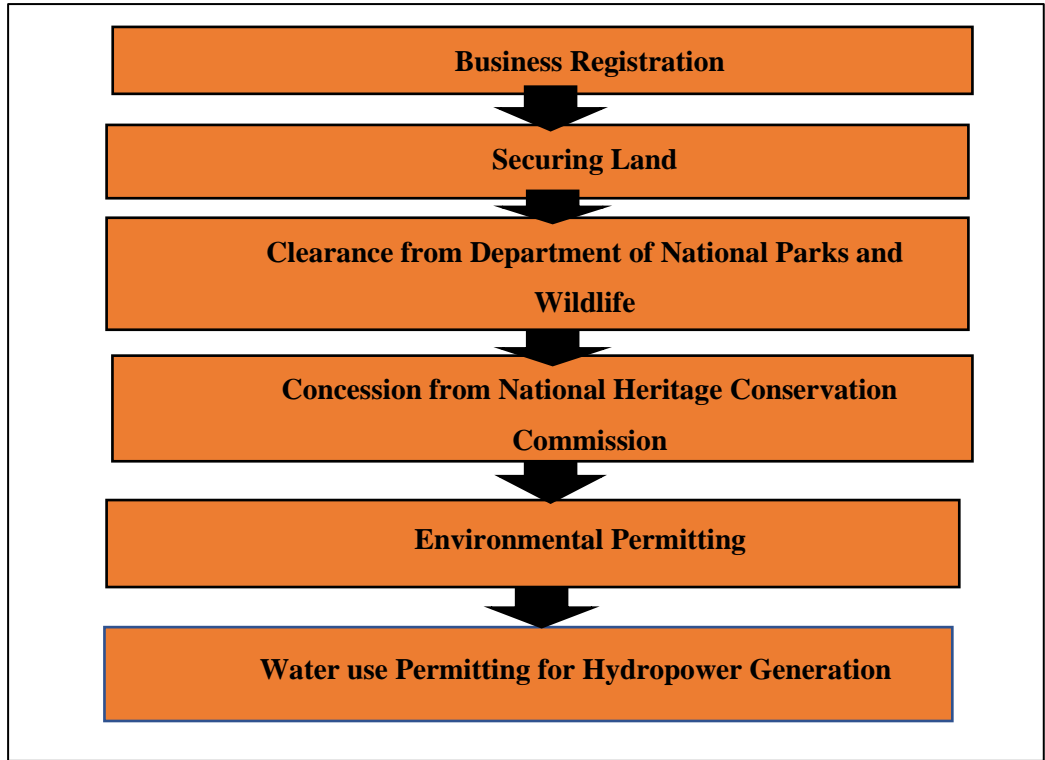 Business Registration
Securing Land
Clearance from Department of National Parks and
Wildlife
Concession from National Heritage Conservation
Commission
Environmental Permitting
Water use Permitting for Hydropower Generation